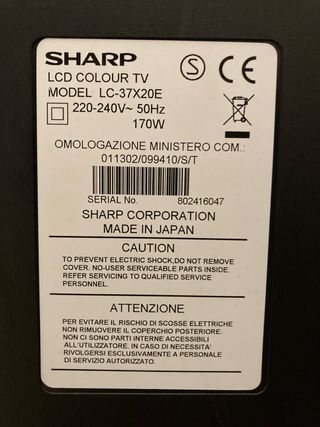 SHARP
LCD COLOUR TV
MODEL LC-37X20E
220-240V~ 50Hz
170W
S
CE
OMOLOGAZIONE MINISTERO COM.:
011302/099410/S/T
SERIAL No. 802416047
SHARP CORPORATION
MADE IN JAPAN
CAUTION
TO PREVENT ELECTRIC SHOCK,DO NOT REMOVE
COVER. NO-USER SERVICEABLE PARTS INSIDE.
REFER SERVICING TO QUALIFIED SERVICE
PERSONNEL.
ATTENZIONE
PER EVITARE IL RISCHIO DI SCOSSE ELETTRICHE
NON RIMUOVERE IL COPERCHIO POSTERIORE.
NON CI SONO PARTI INTERNE ACCESSIBILI
ALL'UTILIZZATORE. IN CASO DI NECESSITA'
RIVOLGERSI ESCLUSIVAMENTE A PERSONALE
DI SERVIZIO AUTORIZZATO.